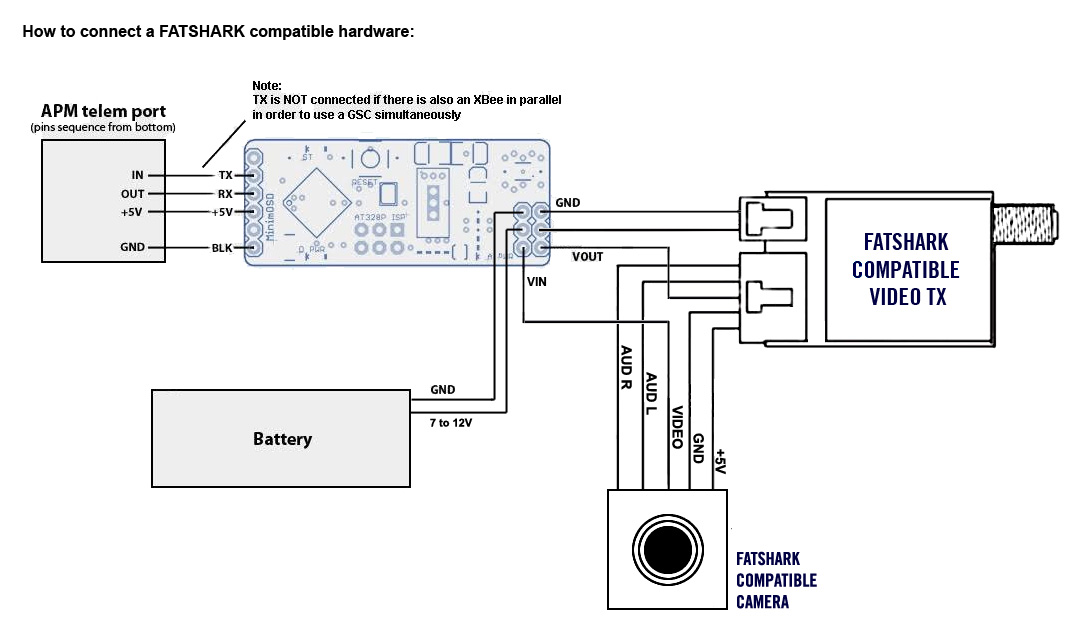 How to connect a FATSHARK compatible hardware:
Note:
TX is NOT connected if there is also an XBee in parallel
in order to use a GSC simultaneously
APM telem port
(pins sequence from bottom)
IN
TX
OUT
RX
+5V
+5V
GND
BLK
MinimOSD
ST
RESET
AT328P ISP
D PWR
A PWR
GND
VOUT
VIN
FATSHARK
COMPATIBLE
VIDEO TX
AUD R
AUD L
VIDEO
GND
+5V
GND
7 to 12V
Battery
FATSHARK
COMPATIBLE
CAMERA